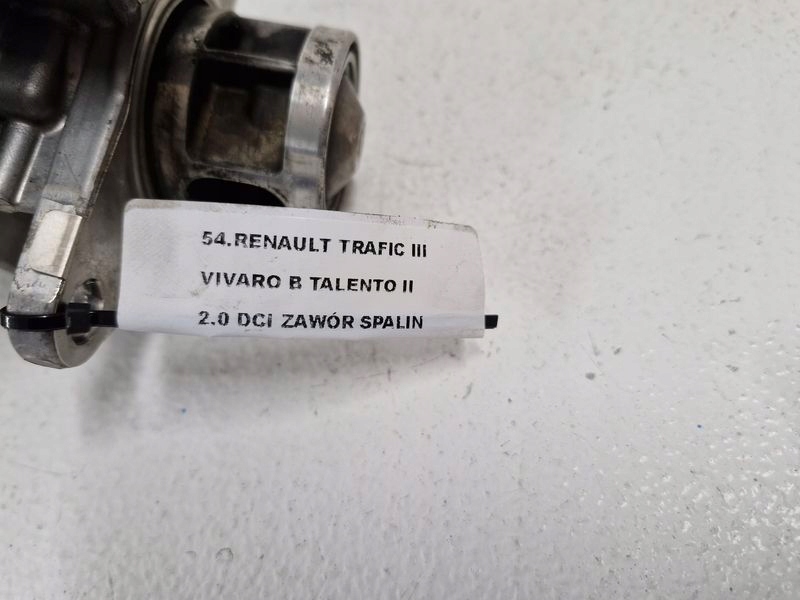 54.RENAULT TRAFIC III
VIVARO B TALENTO II
2.0 DCI ZAWÓR SPALIN